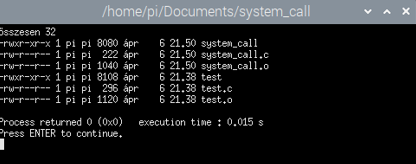 /home/pi/Documents/system_call
összesen 32
-rwxr-xr-x 1 pi pi 8080 ápr    6 21.50 system_call
-rw-r--r-- 1 pi pi  222 ápr    6 21.50 system_call.c
-rw-r--r-- 1 pi pi 1040 ápr    6 21.50 system_call.o
-rwxr-xr-x 1 pi pi 8108 ápr    6 21.38 test
-rw-r--r-- 1 pi pi  296 ápr    6 21.38 test.c
-rw-r--r-- 1 pi pi 1120 ápr    6 21.38 test.o
Process returned 0 (0x0)   execution time : 0.015 s
Press ENTER to continue.